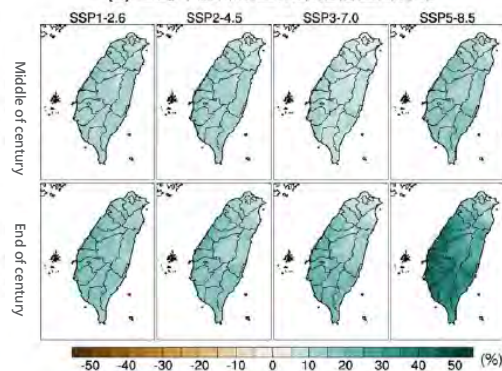 SSP1-2.6 SSP2-4.5 SSP3-7.0 SSP5-8.5
Middle of century
End of century
-50 -40 -30 -20 -10 0 10 20 30 40 50 (%)